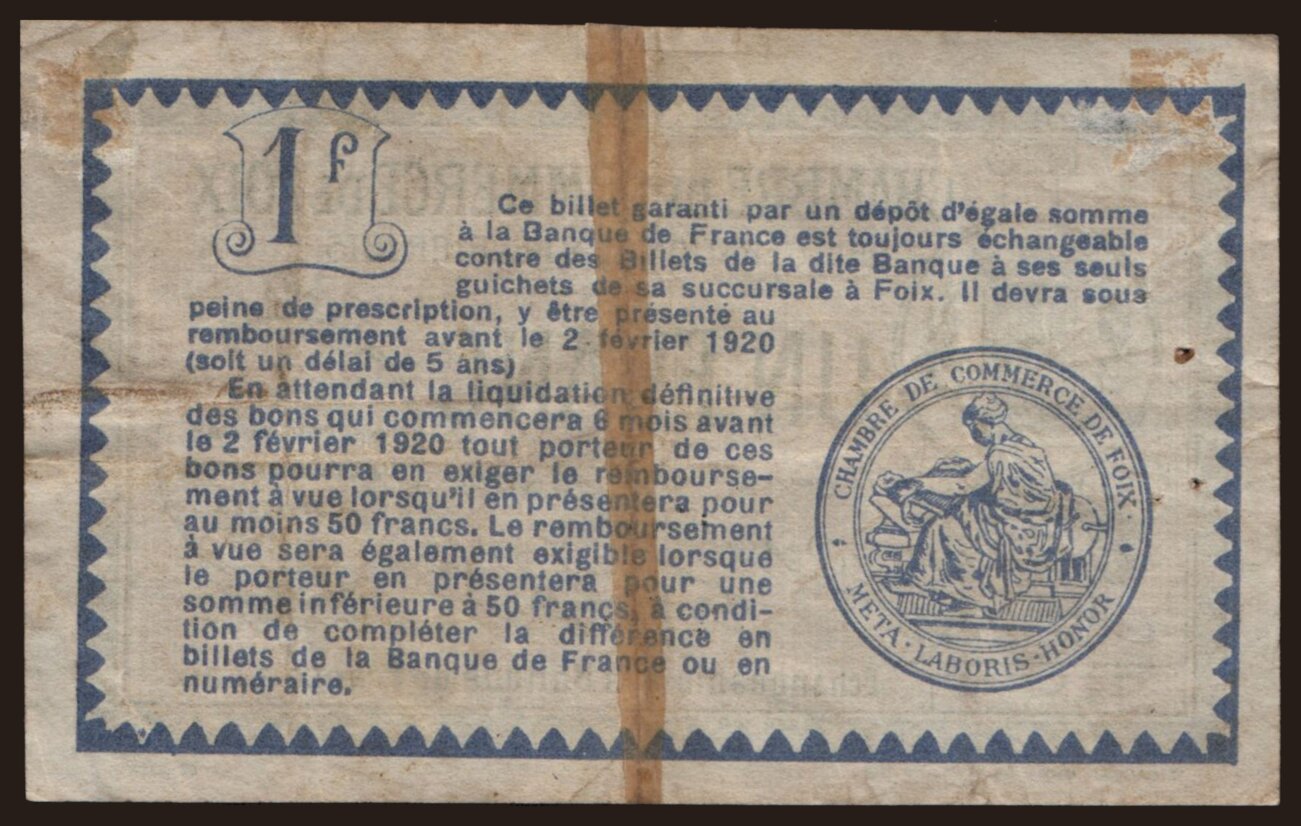 1f
Ce billet garanti par un dépôt d'égale somme
à la Banque de France est toujours échangeable
contre des Billets de la dite Banque à ses seuls
guichets de sa succursale à Foix. Il devra sous
peine de prescription, y être présenté au
remboursement avant le 2 février 1920
(soit un délai de 5 ans)
En attendant la liquidation définitive
des bons qui commencera 6 mois avant
le 2 février 1920 tout porteur de ces
bons pourra en exiger le rembourse-
ment à vue lorsqu'il en présentera pour
au moins 50 francs. Le remboursement
à vue sera également exigible lorsque
le porteur en présentera pour une
somme inférieure à 50 francs, à condi-
tion de compléter la différence en
billets de la Banque de France ou en
numéraire.
CHAMBRE DE COMMERCE DE FOIX
META · LABORIS · HONOR